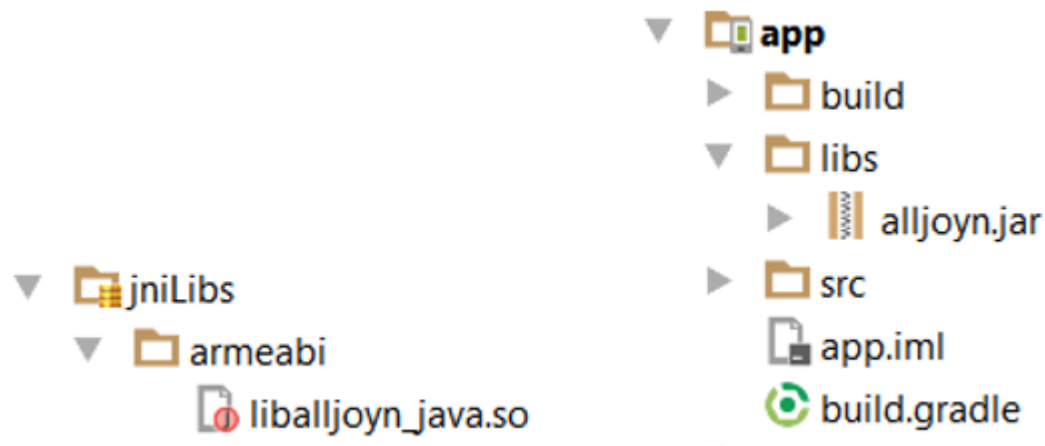 jniLibs
armeabi
liballjoyn_java.so
app
build
libs
alljoyn.jar
src
app.iml
build.gradle